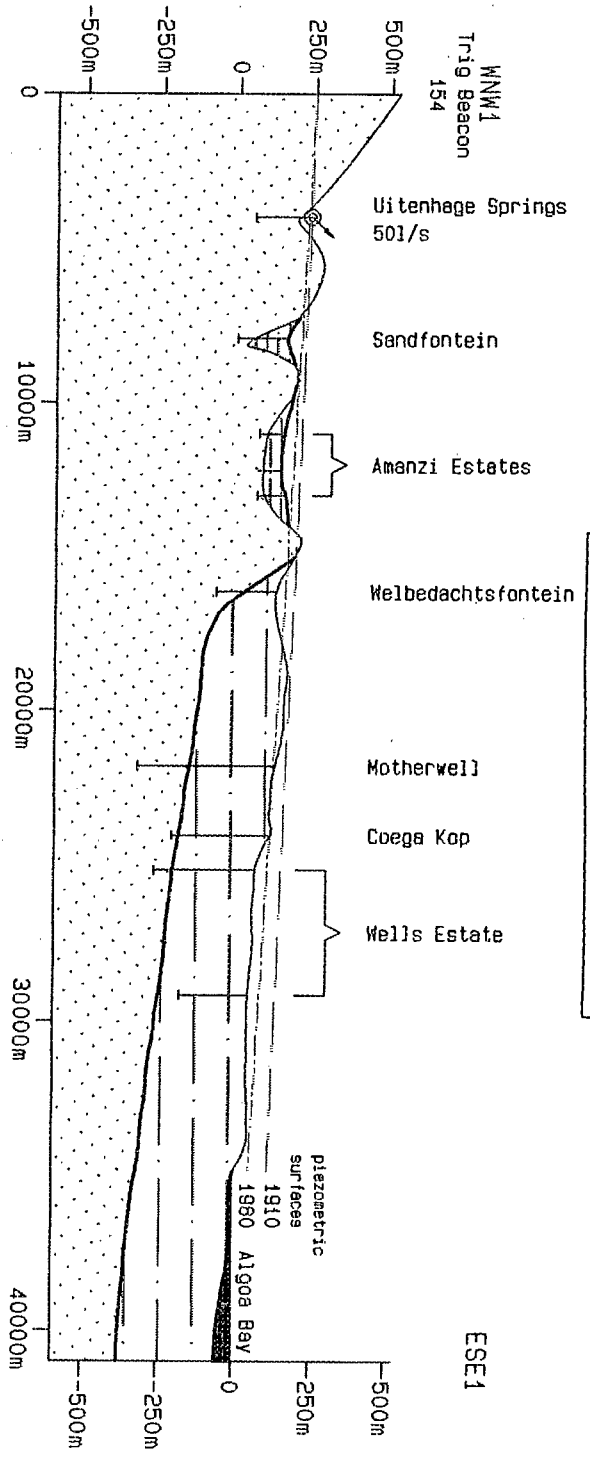 WNW1
Trig Beacon
154
ESE1
Uitenhage Springs
50l/s
Sandfontein
Amanzi Estates
Welbedachtsfontein
Motherwell
Coega Kop
Wells Estate
piezometric
surfaces
1910
1980
Algoa Bay
500m
250m
0
-250m
-500m
500m
250m
0
-250m
-500m
0
10000m
20000m
30000m
40000m